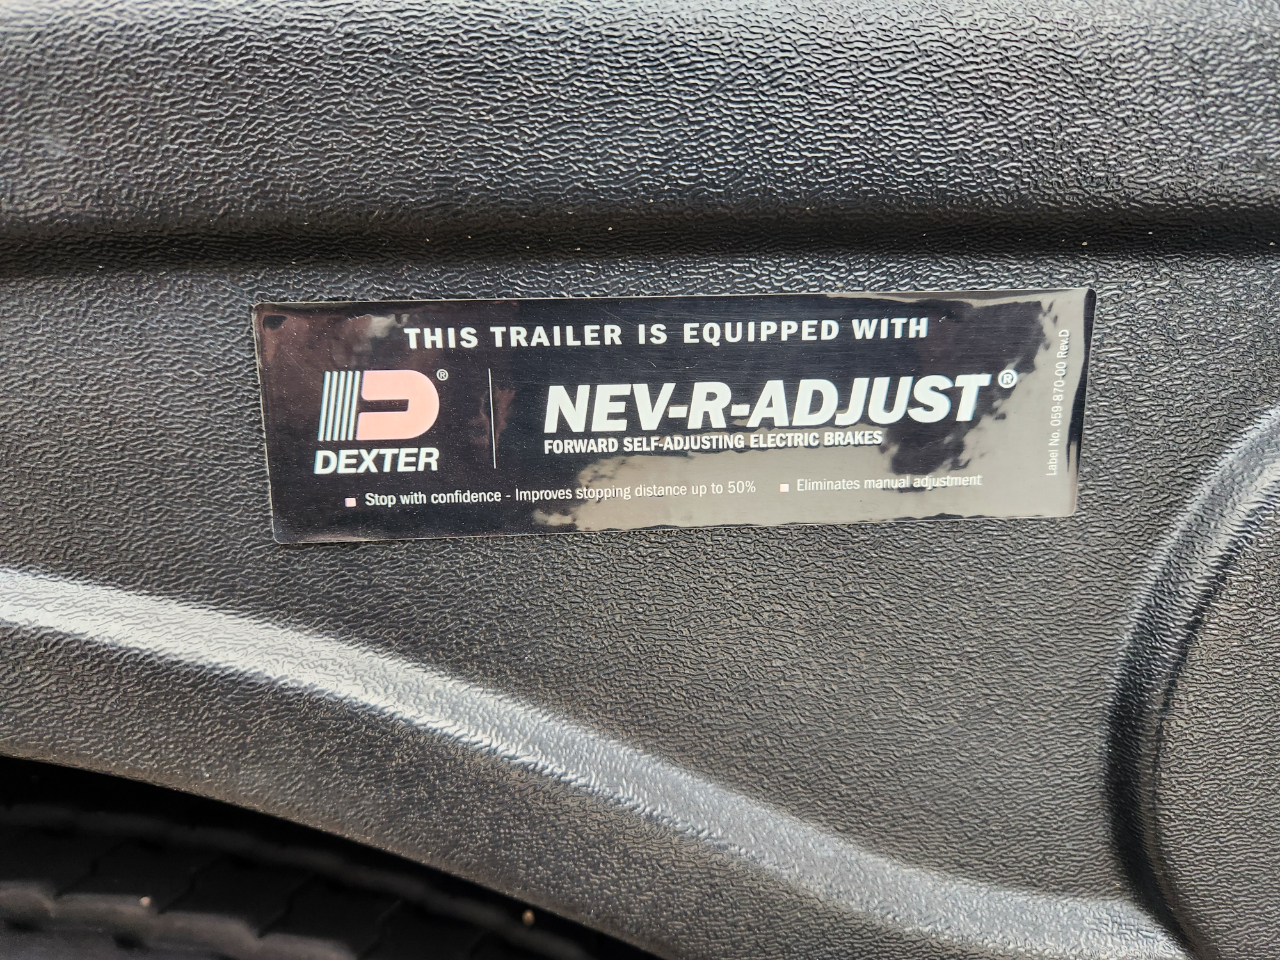 THIS TRAILER IS EQUIPPED WITH
®
DEXTER
NEV-R-ADJUST®
FORWARD SELF-ADJUSTING ELECTRIC BRAKES
Stop with confidence - Improves stopping distance up to 50%
Eliminates manual adjustment
Label No. 059-870-00 Rev.D